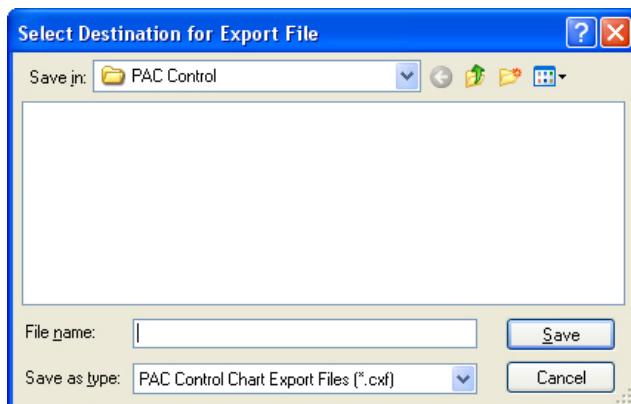 Select Destination for Export File
Save in: PAC Control
File name: Save
Save as type: PAC Control Chart Export Files (*.cxf) Cancel